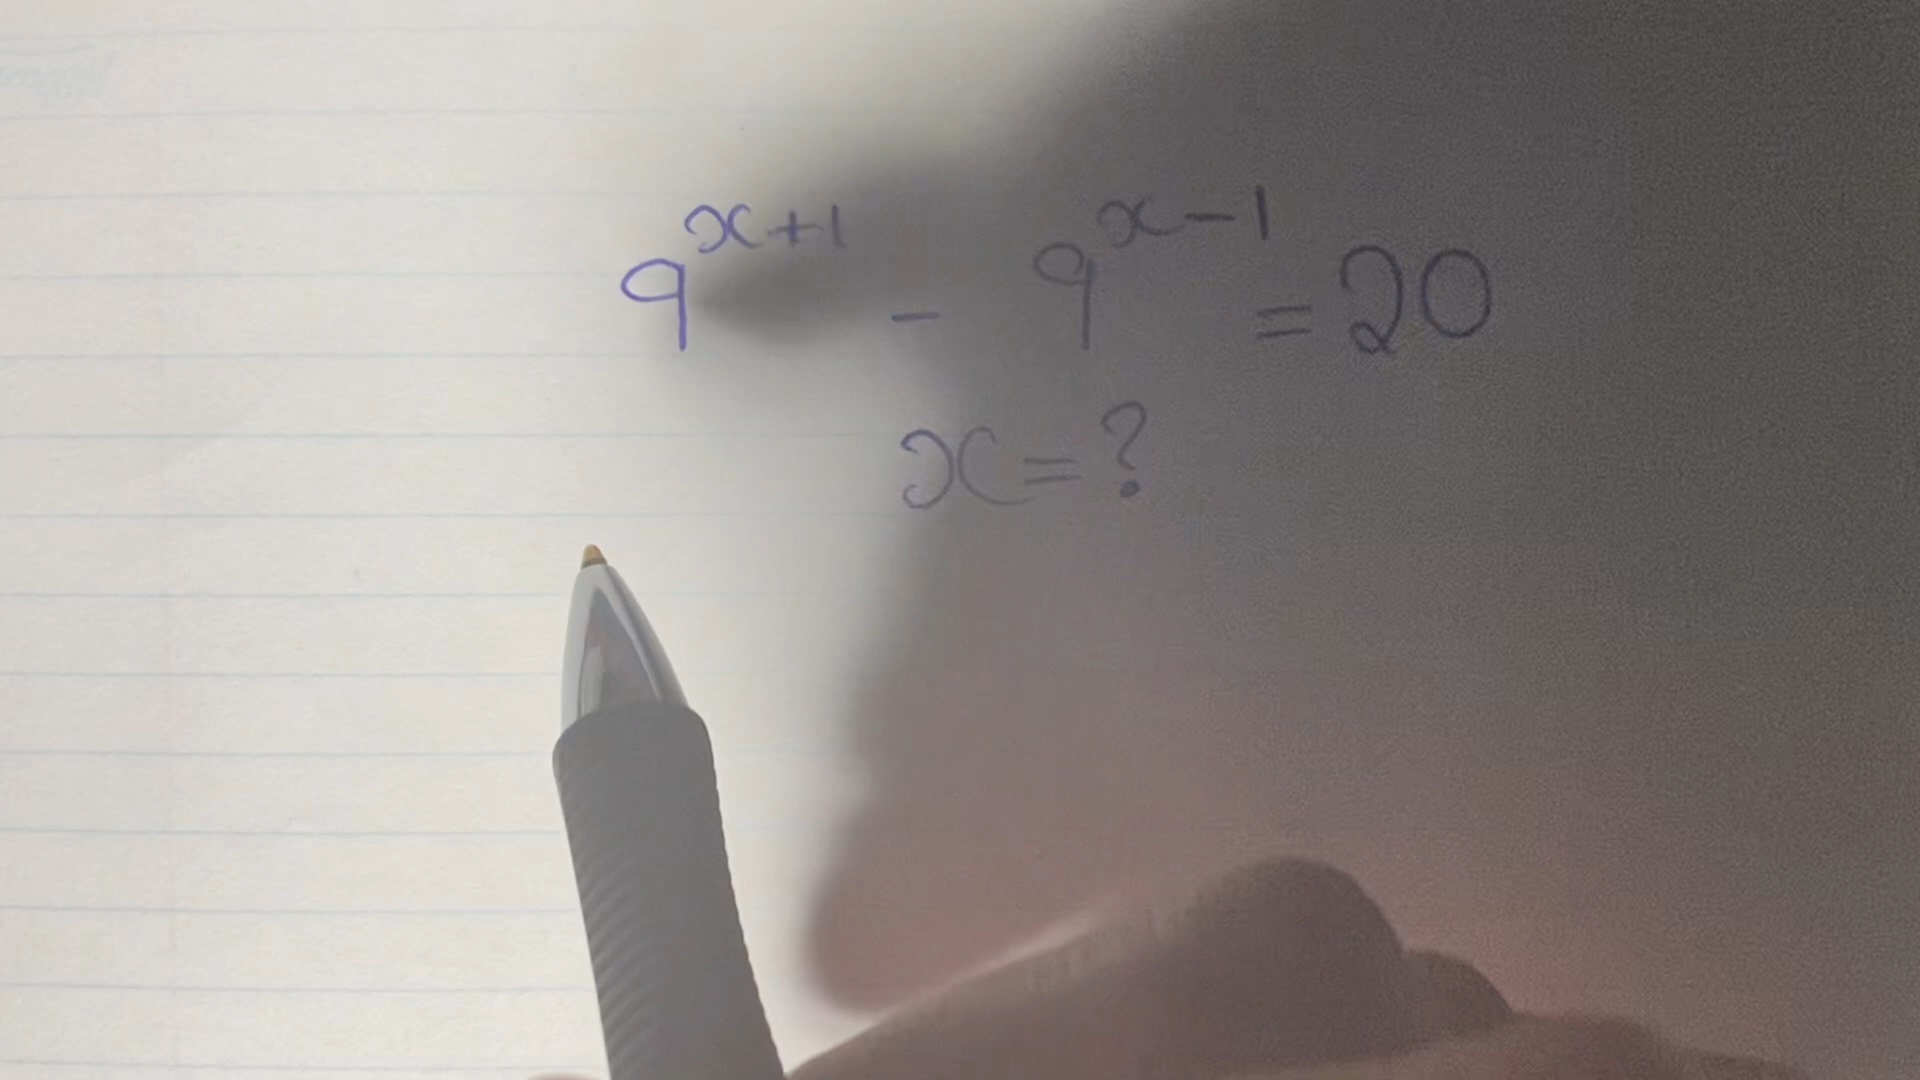 9^{x+1} - 9^{x-1} = 20
x = ?